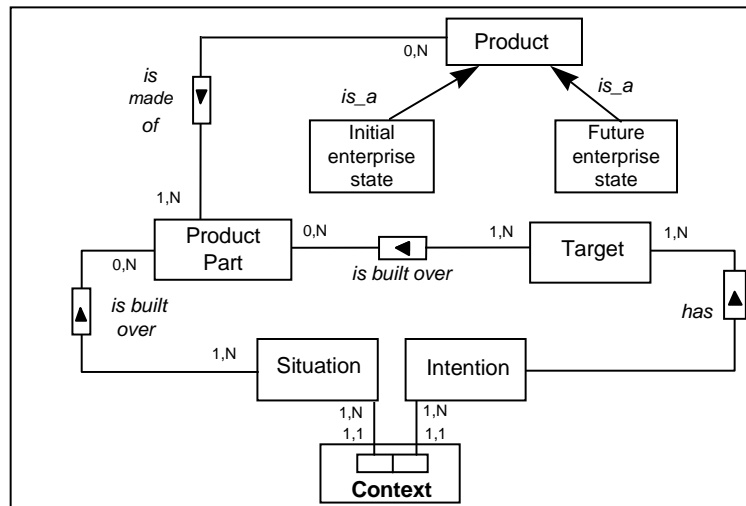 Product
0,N
is
made
of
is_a
is_a
Initial
enterprise
state
Future
enterprise
state
1,N
Product
Part
0,N
1,N
Target
1,N
0,N
is built over
is built
over
has
1,N
Situation
Intention
1,N
1,N
1,1
1,1
Context